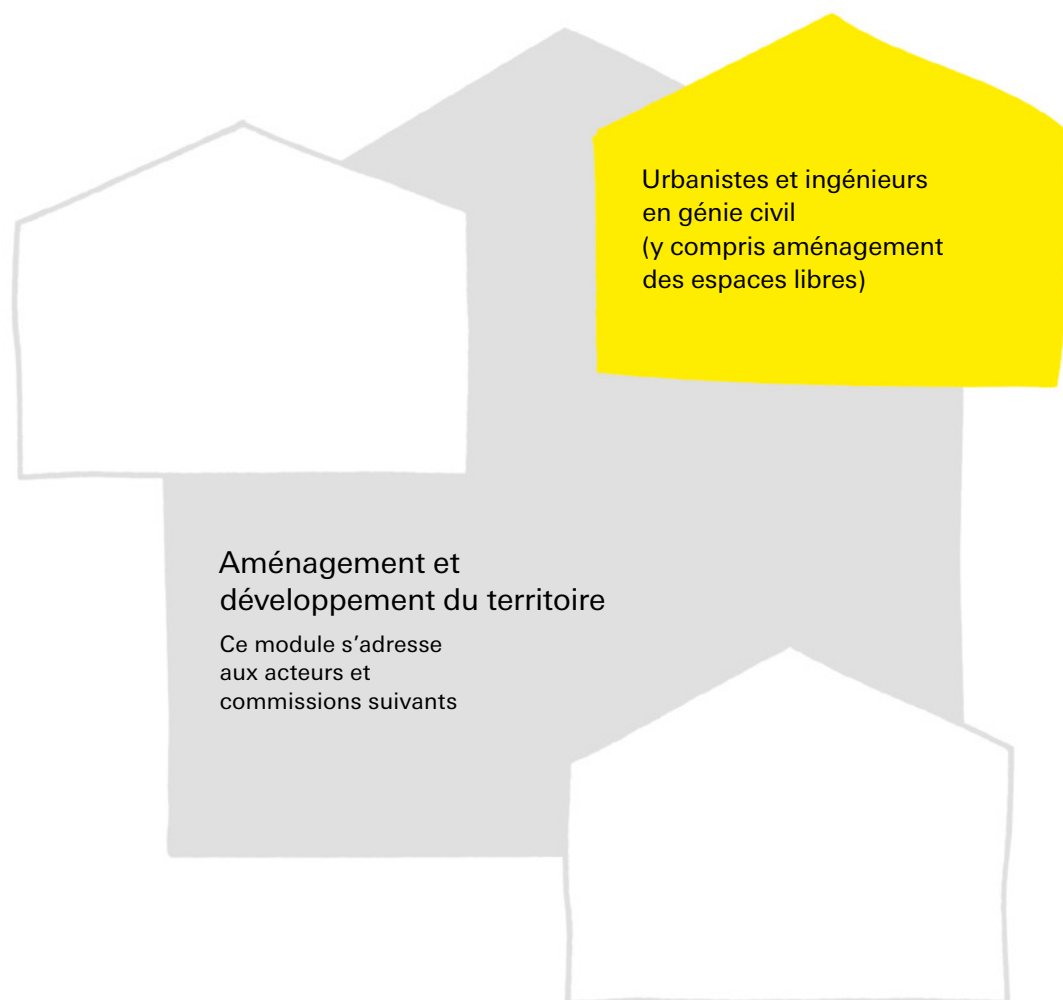 Urbanistes et ingénieurs
en génie civil
(y compris aménagement
des espaces libres)
Aménagement et
développement du territoire
Ce module s’adresse
aux acteurs et
commissions suivants